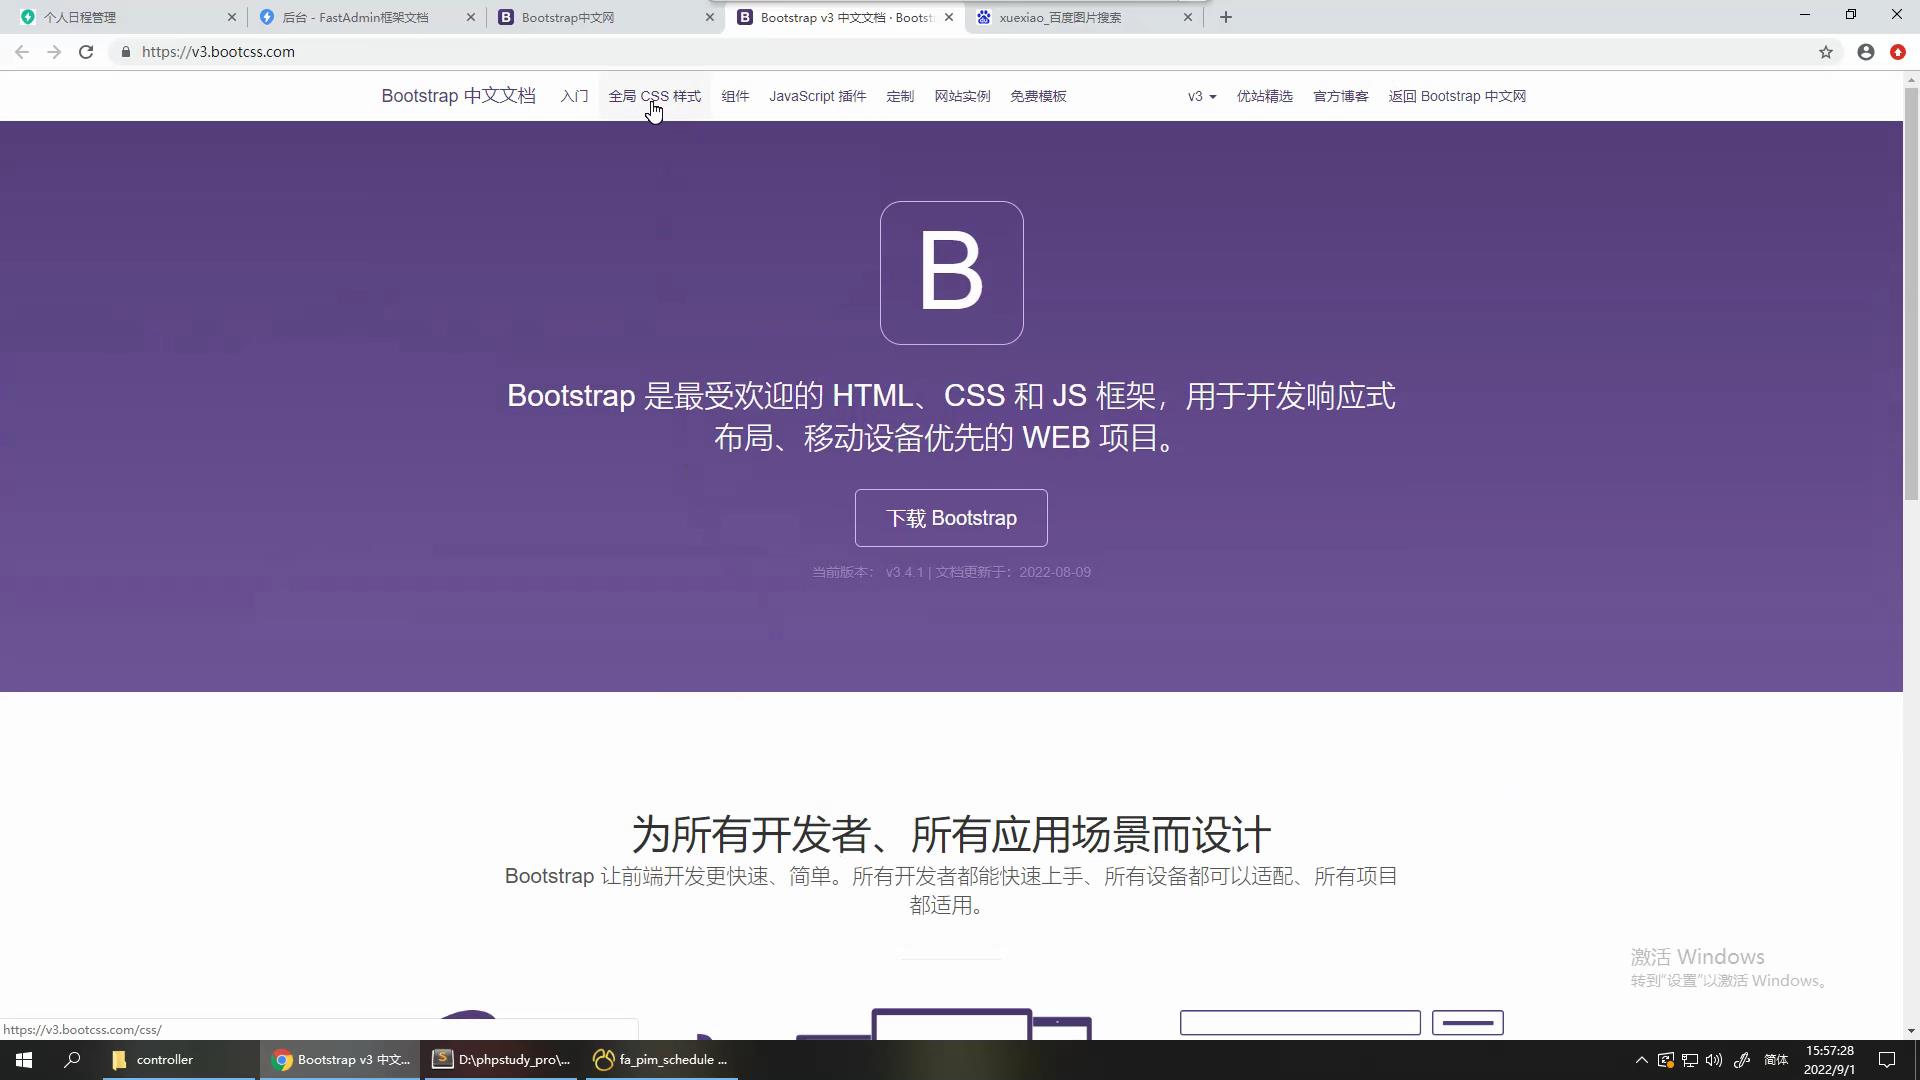 个人日程管理
后台 - FastAdmin框架文档
Bootstrap中文网
Bootstrap v3 中文文档 · Bootst
xuexiao_百度图片搜索
https://v3.bootcss.com
Bootstrap 中文文档 入门 全局 CSS 样式 组件 JavaScript 插件 定制 网站实例 免费模板 v3 优站精选 官方博客 返回 Bootstrap 中文网
B
Bootstrap 是最受欢迎的 HTML、CSS 和 JS 框架，用于开发响应式
布局、移动设备优先的 WEB 项目。
下载 Bootstrap
当前版本： v3.4.1 | 文档更新于：2022-08-09
为所有开发者、所有应用场景而设计
Bootstrap 让前端开发更快速、简单。所有开发者都能快速上手、所有设备都可以适配、所有项目
都适用。
激活 Windows
转到"设置"以激活 Windows。
https://v3.bootcss.com/css/
controller
Bootstrap v3 中文...
D:\phpstudy_pro\...
fa_pim_schedule ...
简体
15:57:28
2022/9/1